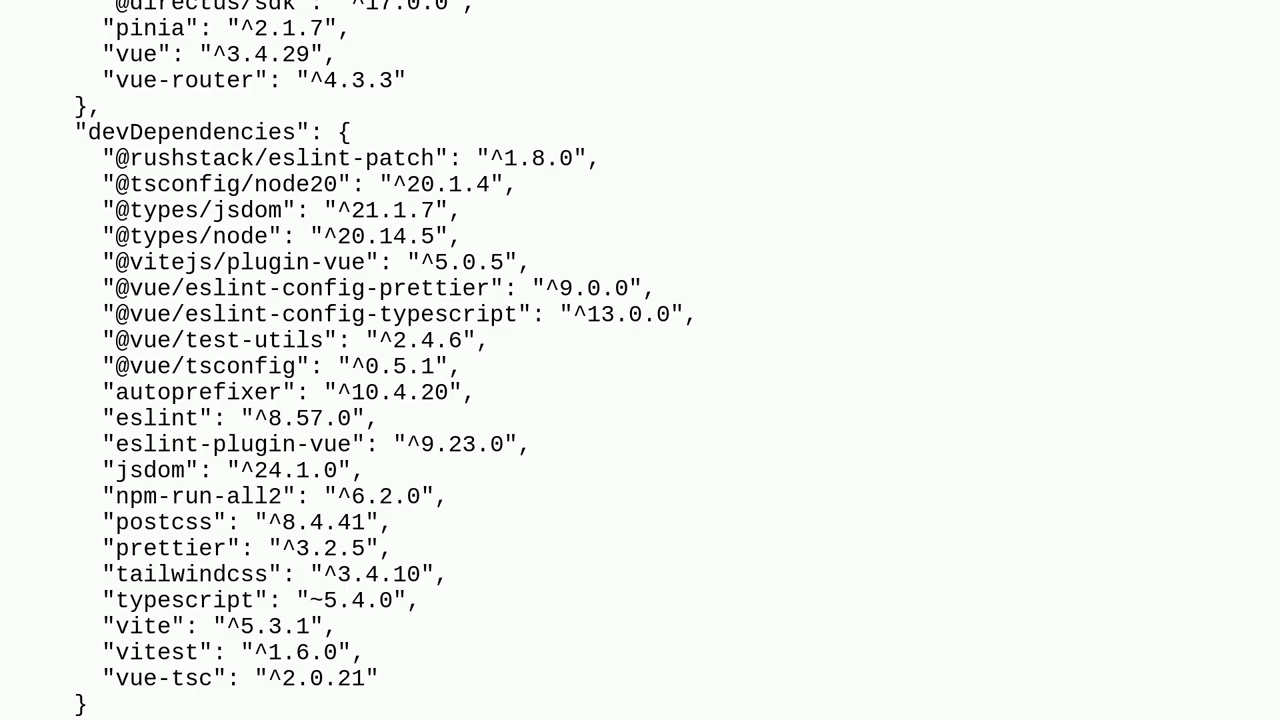 "@directus/sdk": "^17.0.0",
"pinia": "^2.1.7",
"vue": "^3.4.29",
"vue-router": "^4.3.3"
},
"devDependencies": {
"@rushstack/eslint-patch": "^1.8.0",
"@tsconfig/node20": "^20.1.4",
"@types/jsdom": "^21.1.7",
"@types/node": "^20.14.5",
"@vitejs/plugin-vue": "^5.0.5",
"@vue/eslint-config-prettier": "^9.0.0",
"@vue/eslint-config-typescript": "^13.0.0",
"@vue/test-utils": "^2.4.6",
"@vue/tsconfig": "^0.5.1",
"autoprefixer": "^10.4.20",
"eslint": "^8.57.0",
"eslint-plugin-vue": "^9.23.0",
"jsdom": "^24.1.0",
"npm-run-all2": "^6.2.0",
"postcss": "^8.4.41",
"prettier": "^3.2.5",
"tailwindcss": "^3.4.10",
"typescript": "~5.4.0",
"vite": "^5.3.1",
"vitest": "^1.6.0",
"vue-tsc": "^2.0.21"
}